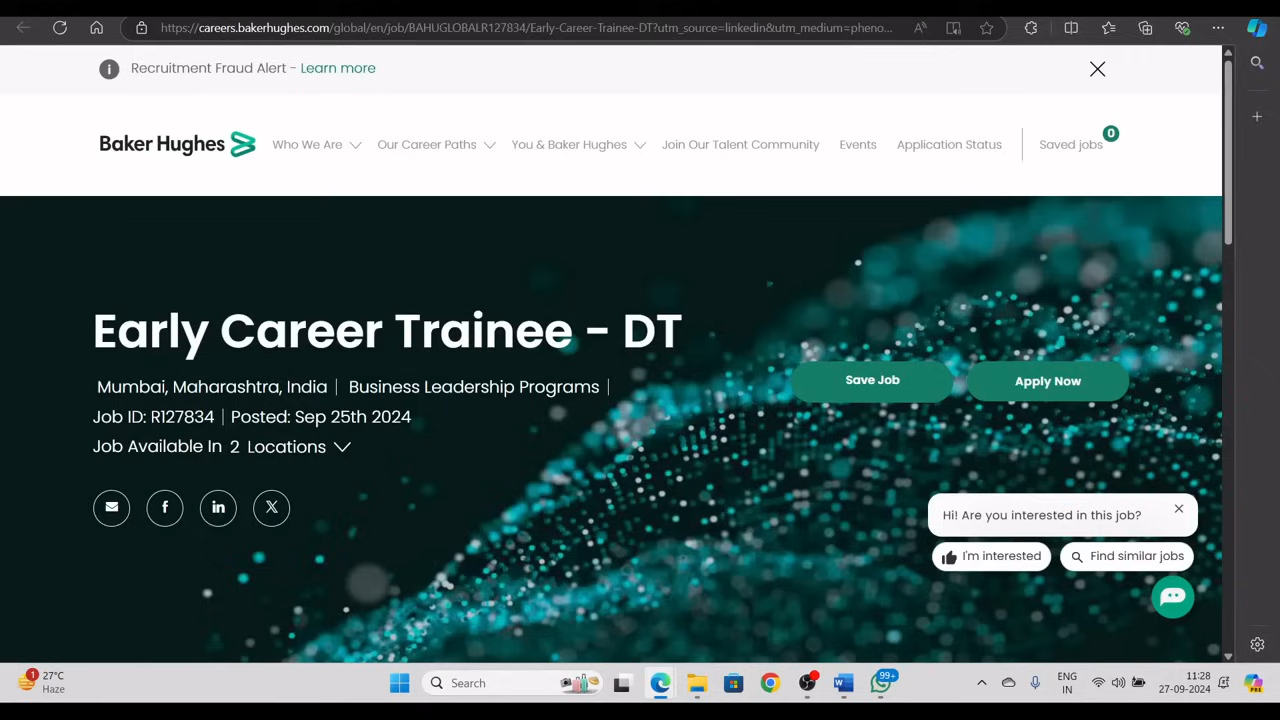 https://careers.bakerhughes.com/global/en/job/BAHUGLOBALR127834/Early-Career-Trainee-DT?utm_source=linkedin&utm_medium=pheno...
Recruitment Fraud Alert - Learn more
Baker Hughes Who We Are Our Career Paths You & Baker Hughes Join Our Talent Community Events Application Status Saved jobs 0
Early Career Trainee - DT
Mumbai, Maharashtra, India | Business Leadership Programs |
Save Job Apply Now
Job ID: R127834 | Posted: Sep 25th 2024
Job Available In 2 Locations
Hi! Are you interested in this job?
I'm interested Find similar jobs
1 27°C
Haze
Search
99+
ENG
IN
11:28
27-09-2024
PRE